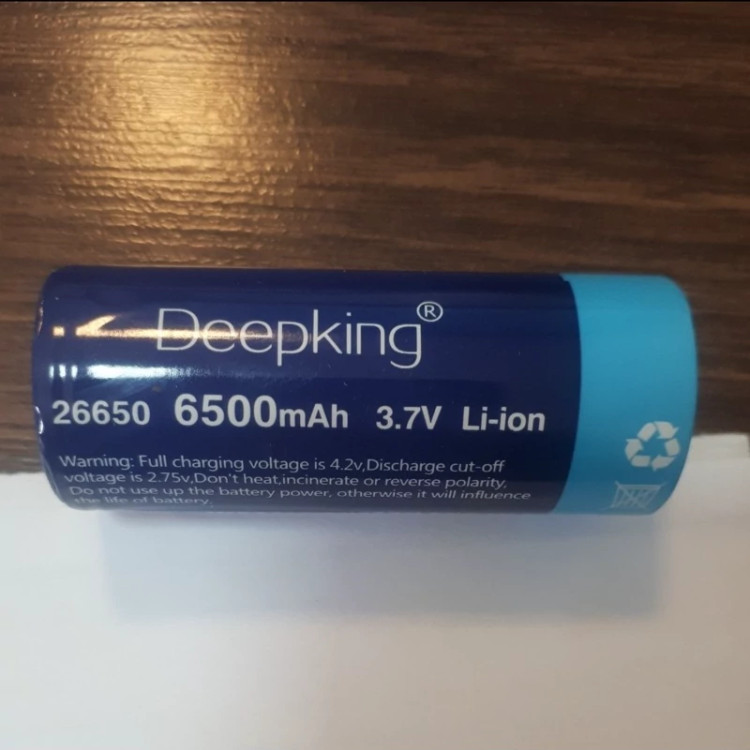 Deepking®
26650 6500mAh 3.7V Li-ion
Warning: Full charging voltage is 4.2v,Discharge cut-off
voltage is 2.75v,Don't heat,incinerate or reverse polarity,
Do not use up the battery power, otherwise it will influence
the life of battery.